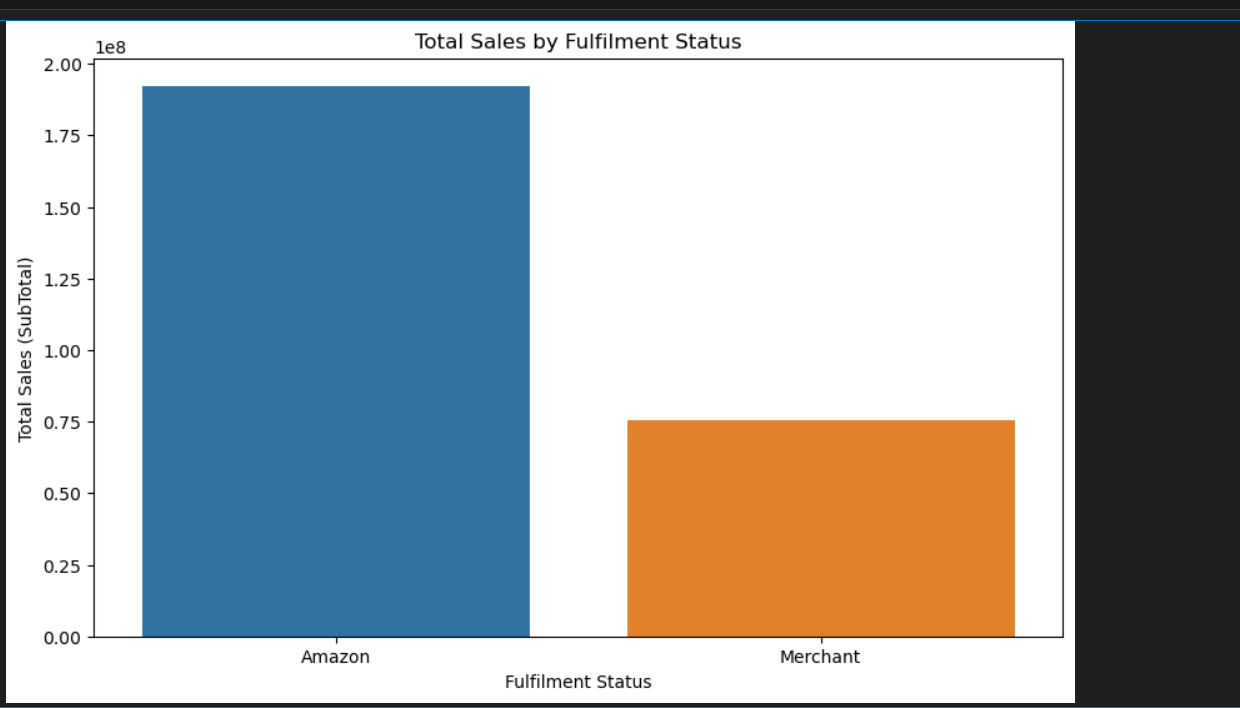 Total Sales by Fulfilment Status
1e8
2.00
1.75
1.50
1.25
1.00
0.75
0.50
0.25
0.00
Total Sales (SubTotal)
Amazon
Merchant
Fulfilment Status